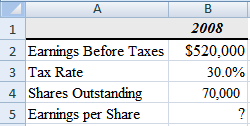 A B
1 2008
2 Earnings Before Taxes $520,000
3 Tax Rate 30.0%
4 Shares Outstanding 70,000
5 Earnings per Share ?